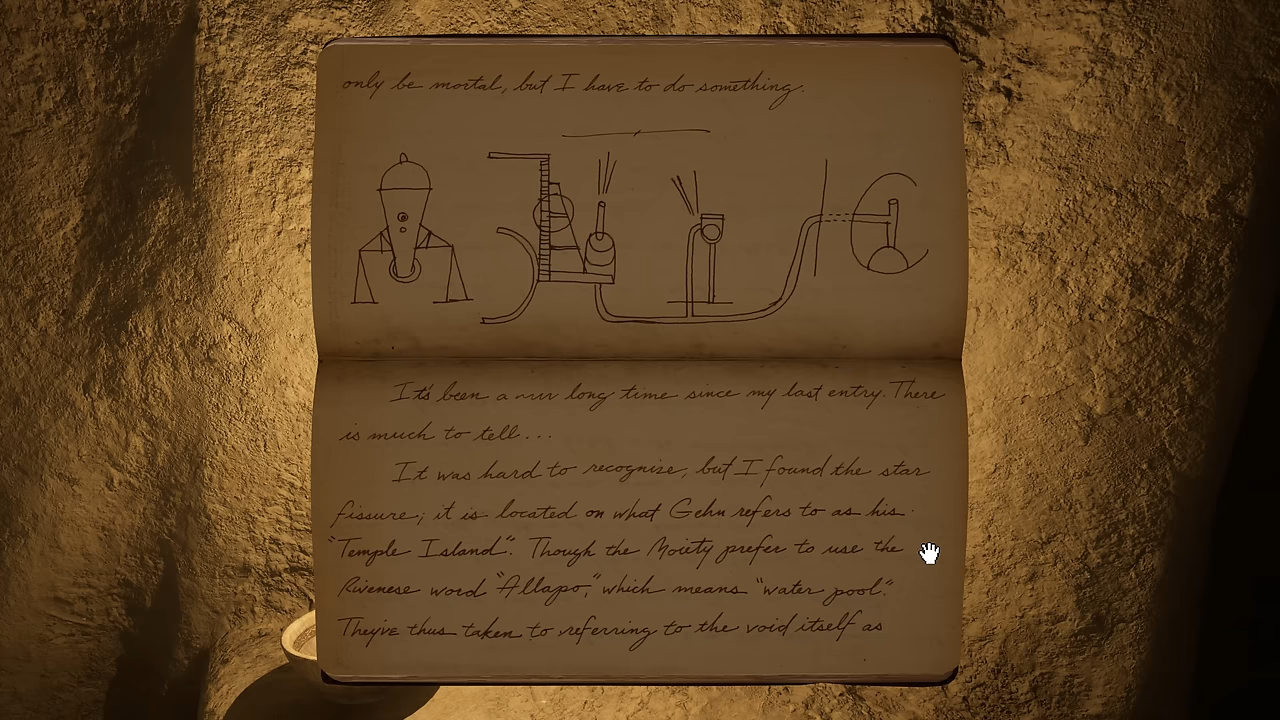 only be mortal, but I have to do something.
It's been a long time since my last entry. There
is much to tell...
It was hard to recognize, but I found the star
fissure; it is located on what Gehn refers to as his
"Temple Island". Though the Moiety prefer to use the
Rivenese word "Allapo," which means "water pool."
They've thus taken to referring to the void itself as